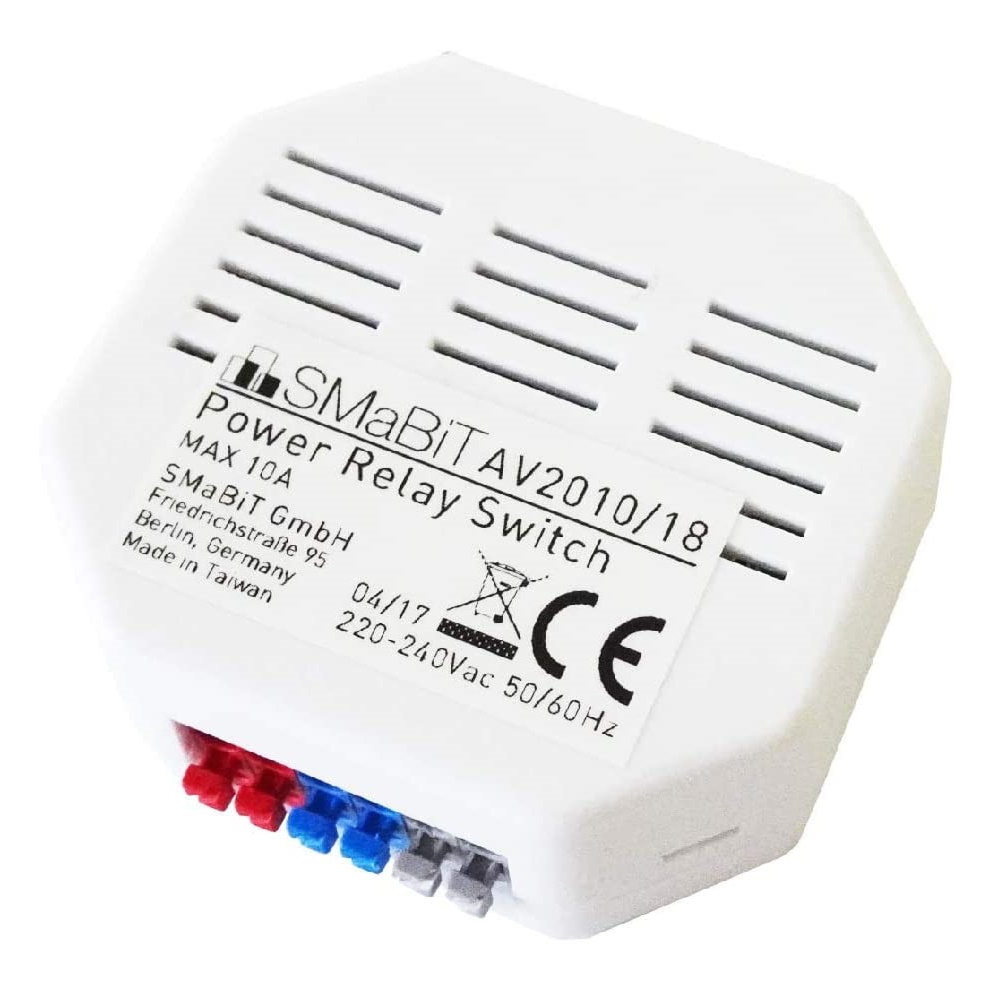 SMaBiT AV2010/18
Power Relay Switch
MAX 10A
SMaBiT GmbH
Friedrichstraße 95
Berlin, Germany
Made in Taiwan
04/17
CE
220-240Vac 50/60Hz